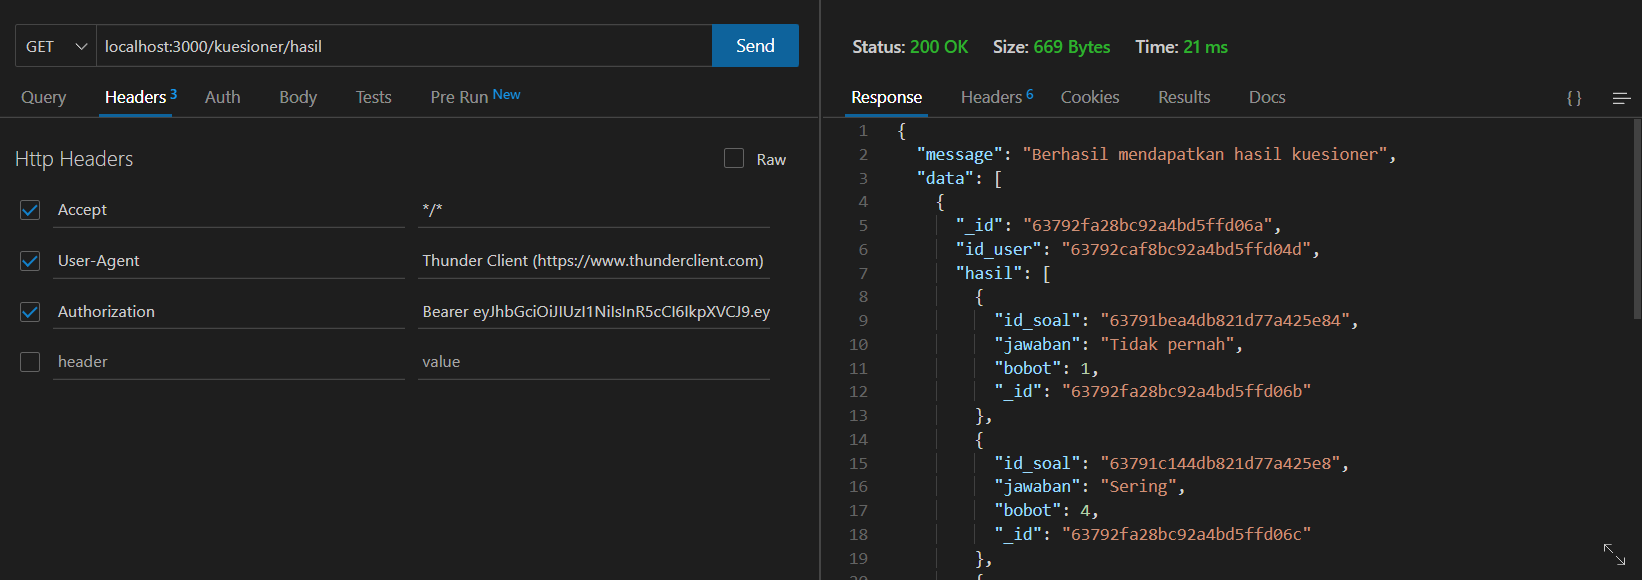 GET localhost:3000/kuesioner/hasil Send
Query Headers 3 Auth Body Tests Pre Run New
Http Headers Raw
Accept */*
User-Agent Thunder Client (https://www.thunderclient.com)
Authorization Bearer eyJhbGciOiJIUzI1NiIsInR5cCI6IkpXVCJ9.ey
header value
Status: 200 OK Size: 669 Bytes Time: 21 ms
Response Headers 6 Cookies Results Docs { }
1 {
2 "message": "Berhasil mendapatkan hasil kuesioner",
3 "data": [
4 {
5 "_id": "63792fa28bc92a4bd5ffd06a",
6 "id_user": "63792caf8bc92a4bd5ffd04d",
7 "hasil": [
8 {
9 "id_soal": "63791bea4db821d77a425e84",
10 "jawaban": "Tidak pernah",
11 "bobot": 1,
12 "_id": "63792fa28bc92a4bd5ffd06b"
13 },
14 {
15 "id_soal": "63791c144db821d77a425e8",
16 "jawaban": "Sering",
17 "bobot": 4,
18 "_id": "63792fa28bc92a4bd5ffd06c"
19 },